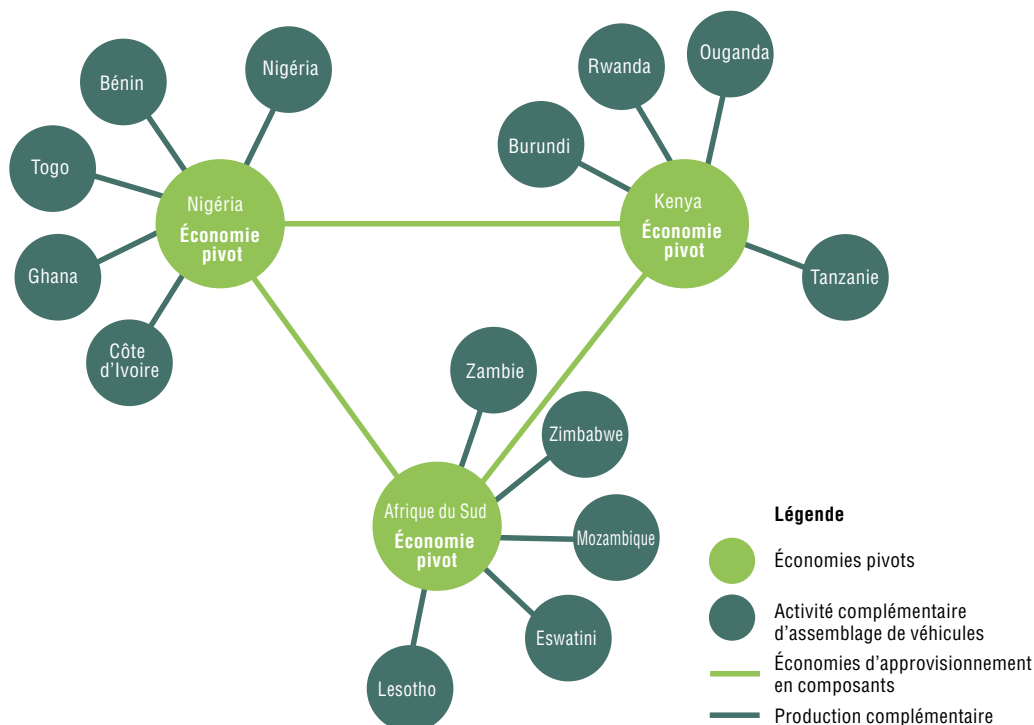 Bénin
Nigéria
Togo
Ghana
Côte
d'Ivoire
Nigéria
Économie
pivot
Rwanda
Ouganda
Burundi
Kenya
Économie
pivot
Tanzanie
Zambie
Zimbabwe
Afrique du Sud
Économie
pivot
Mozambique
Eswatini
Lesotho
Légende
Économies pivots
Activité complémentaire
d'assemblage de véhicules
Économies d'approvisionnement
en composants
Production complémentaire